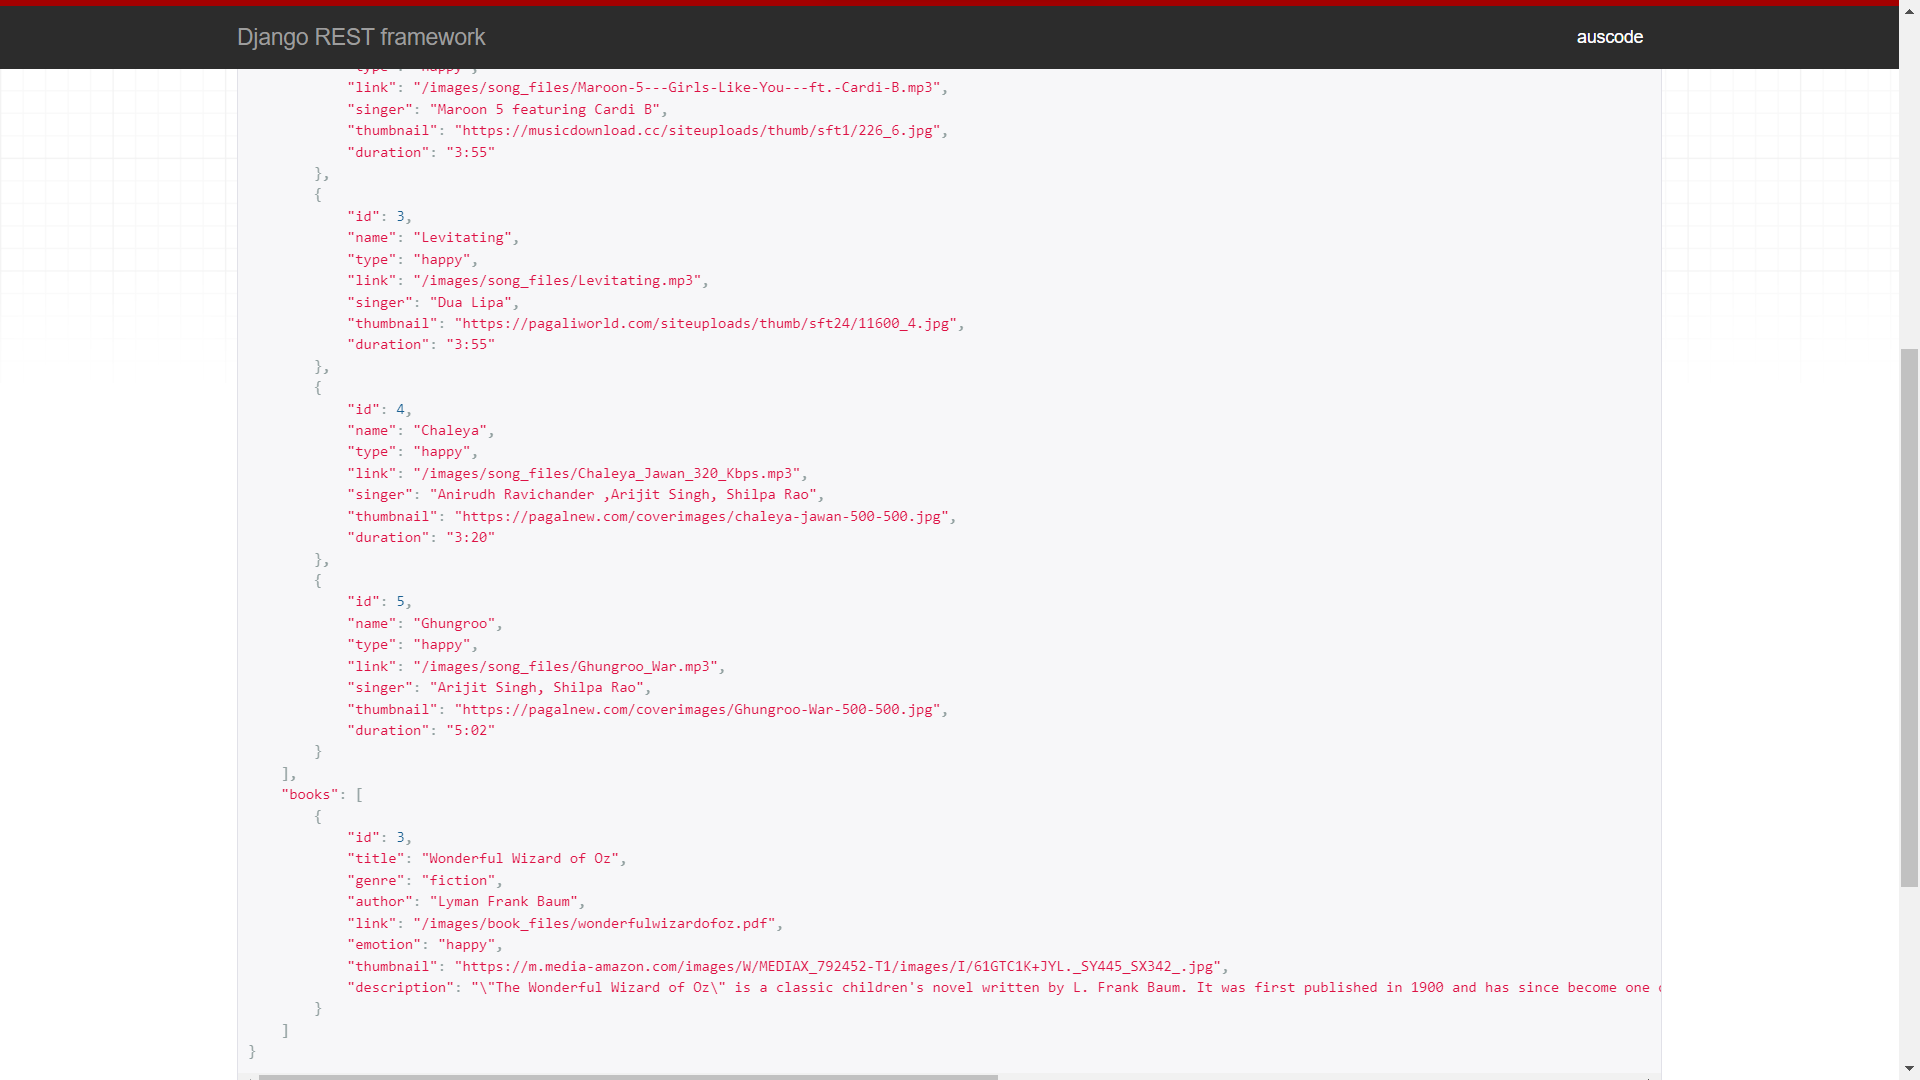 Django REST framework
auscode
"type": "happy",
"link": "/images/song_files/Maroon-5---Girls-Like-You---ft.-Cardi-B.mp3",
"singer": "Maroon 5 featuring Cardi B",
"thumbnail": "https://musicdownload.cc/siteuploads/thumb/sft1/226_6.jpg",
"duration": "3:55"
},
{
"id": 3,
"name": "Levitating",
"type": "happy",
"link": "/images/song_files/Levitating.mp3",
"singer": "Dua Lipa",
"thumbnail": "https://pagaliworld.com/siteuploads/thumb/sft24/11600_4.jpg",
"duration": "3:55"
},
{
"id": 4,
"name": "Chaleya",
"type": "happy",
"link": "/images/song_files/Chaleya_Jawan_320_Kbps.mp3",
"singer": "Anirudh Ravichander ,Arijit Singh, Shilpa Rao",
"thumbnail": "https://pagalnew.com/coverimages/chaleya-jawan-500-500.jpg",
"duration": "3:20"
},
{
"id": 5,
"name": "Ghungroo",
"type": "happy",
"link": "/images/song_files/Ghungroo_War.mp3",
"singer": "Arijit Singh, Shilpa Rao",
"thumbnail": "https://pagalnew.com/coverimages/Ghungroo-War-500-500.jpg",
"duration": "5:02"
}
],
"books": [
{
"id": 3,
"title": "Wonderful Wizard of Oz",
"genre": "fiction",
"author": "Lyman Frank Baum",
"link": "/images/book_files/wonderfulwizardofoz.pdf",
"emotion": "happy",
"thumbnail": "https://m.media-amazon.com/images/W/MEDIAX_792452-T1/images/I/61GTC1K+JYL._SY445_SX342_.jpg",
"description": "\"The Wonderful Wizard of Oz\" is a classic children's novel written by L. Frank Baum. It was first published in 1900 and has since become one
}
]
}